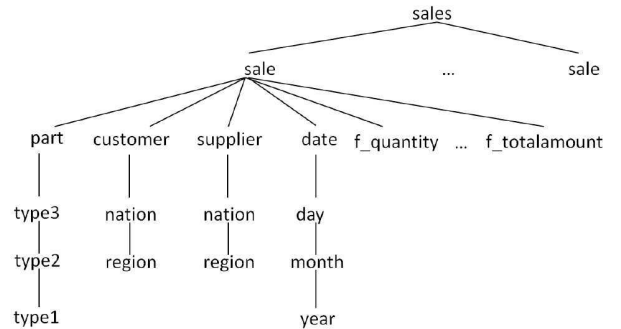 sales
sale ... sale
part customer supplier date f_quantity ... f_totalamount
type3 nation nation day
type2 region region month
type1 year